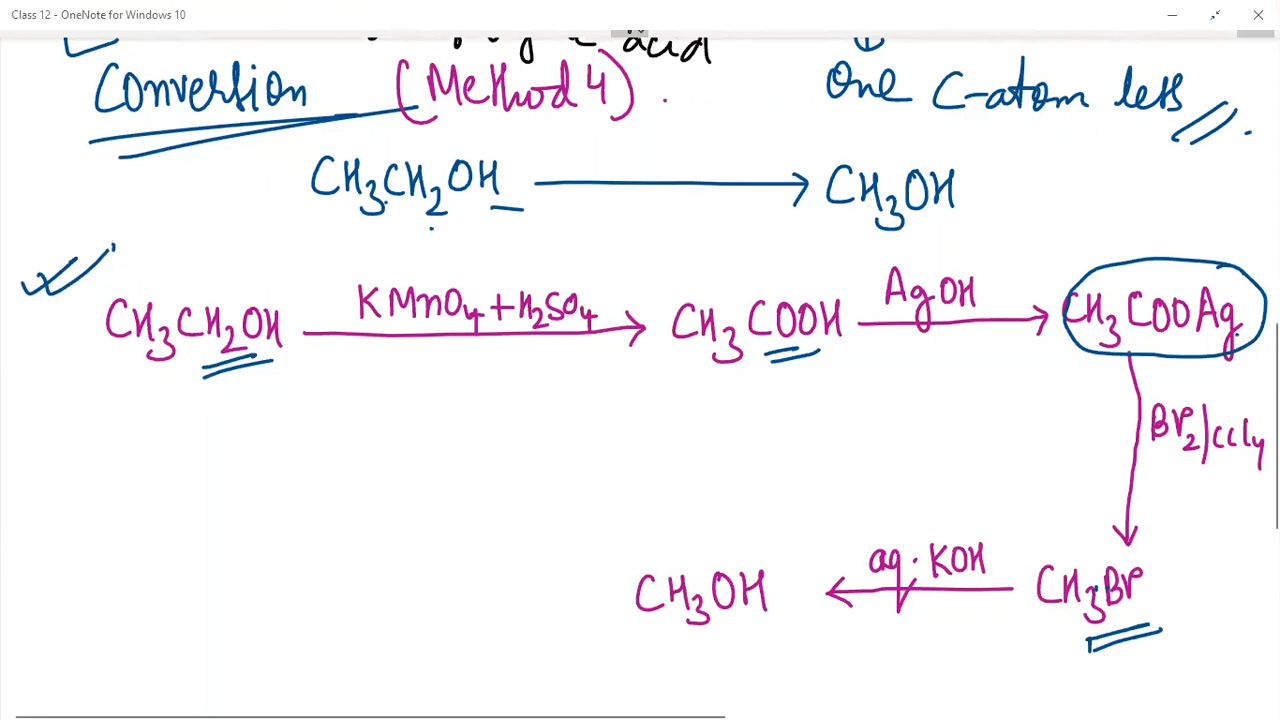 Class 12 - OneNote for Windows 10
acid
Conversion (Method 4).
One C-atom less
CH3CH2OH → CH3OH
CH3CH2OH KMnO4+H2SO4 → CH3COOH AgOH → CH3COOAg
Br2/CCl4
CH3OH ← aq. KOH CH3Br